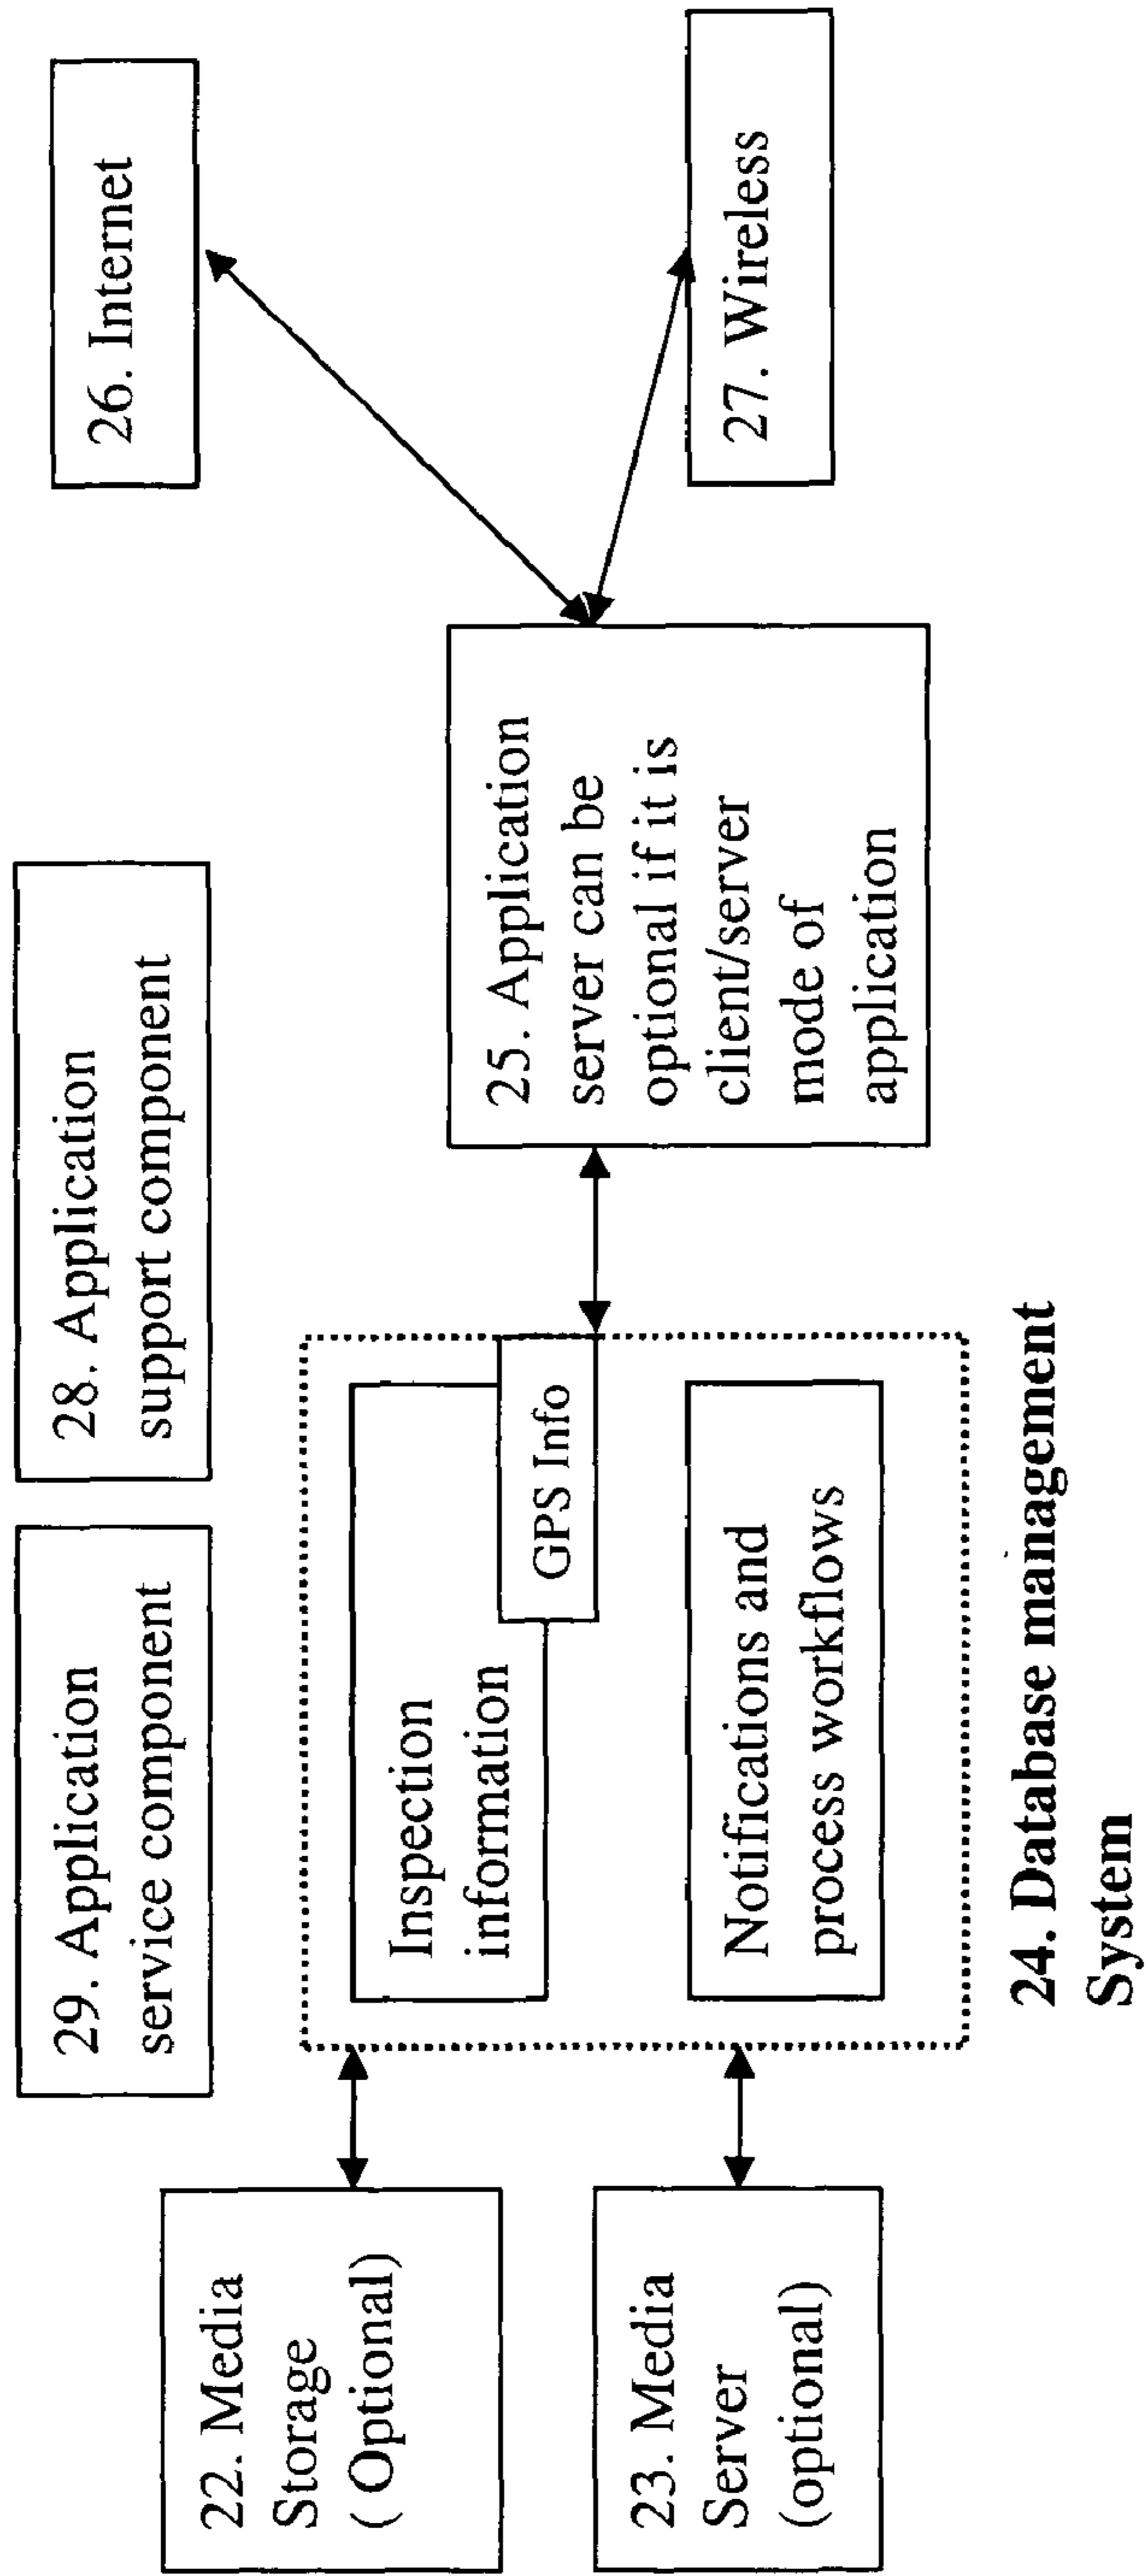 29. Application
service component
28. Application
support component
26. Internet
22. Media
Storage
( Optional)
Inspection
information
GPS Info
25. Application
server can be
optional if it is
client/server
mode of
application
23. Media
Server
(optional)
Notifications and
process workflows
27. Wireless
24. Database management
System